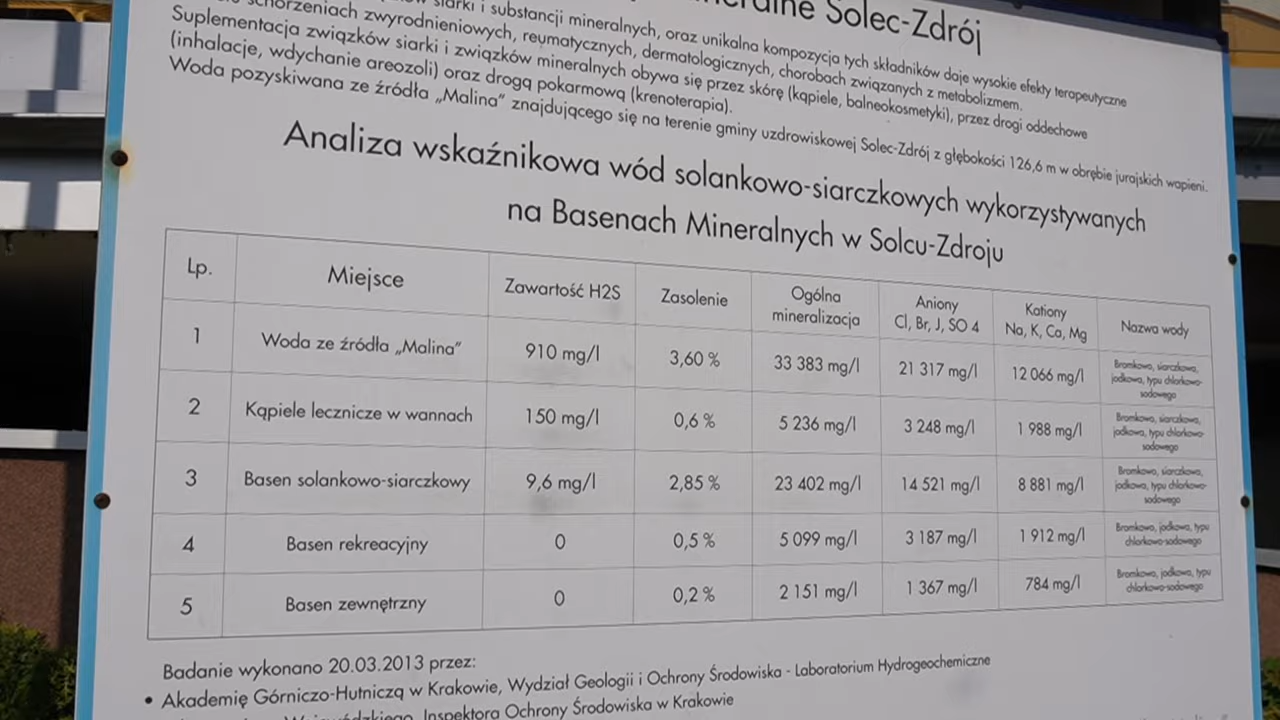 Solec-Zdrój
siarki i substancji mineralnych, oraz unikalna kompozycja tych składników daje wysokie efekty terapeutyczne
schorzeniach zwyrodnieniowych, reumatycznych, dermatologicznych, chorobach związanych z metabolizmem.
Suplementacja związków siarki i związków mineralnych obywa się przez skórę (kąpiele, balneokosmetyki), przez drogi oddechowe
(inhalacje, wdychanie areozoli) oraz drogą pokarmową (krenoterapia).
Woda pozyskiwana ze źródła „Malina" znajdującego się na terenie gminy uzdrowiskowej Solec-Zdrój z głębokości 126,6 m w obrębie jurajskich wapieni.
Analiza wskaźnikowa wód solankowo-siarczkowych wykorzystywanych
na Basenach Mineralnych w Solcu-Zdroju
Lp. Miejsce Zawartość H2S Zasolenie Ogólna mineralizacja Aniony Cl, Br, J, SO 4 Kationy Na, K, Ca, Mg Nazwa wody
1 Woda ze źródła „Malina" 910 mg/l 3,60 % 33 383 mg/l 21 317 mg/l 12 066 mg/l Bromkowa, siarczkowa, jodkowa, typu chlorkowo-sodowego
2 Kąpiele lecznicze w wannach 150 mg/l 0,6 % 5 236 mg/l 3 248 mg/l 1 988 mg/l Bromkowa, siarczkowa, jodkowa, typu chlorkowo-sodowego
3 Basen solankowo-siarczkowy 9,6 mg/l 2,85 % 23 402 mg/l 14 521 mg/l 8 881 mg/l Bromkowa, siarczkowa, jodkowa, typu chlorkowo-sodowego
4 Basen rekreacyjny 0 0,5 % 5 099 mg/l 3 187 mg/l 1 912 mg/l Bromkowa, jodkowa, typu chlorkowo-sodowego
5 Basen zewnętrzny 0 0,2 % 2 151 mg/l 1 367 mg/l 784 mg/l Bromkowa, jodkowa, typu chlorkowo-sodowego
Badanie wykonano 20.03.2013 przez:
• Akademię Górniczo-Hutniczą w Krakowie, Wydział Geologii i Ochrony Środowiska - Laboratorium Hydrogeochemiczne
Inspektora Ochrony Środowiska w Krakowie